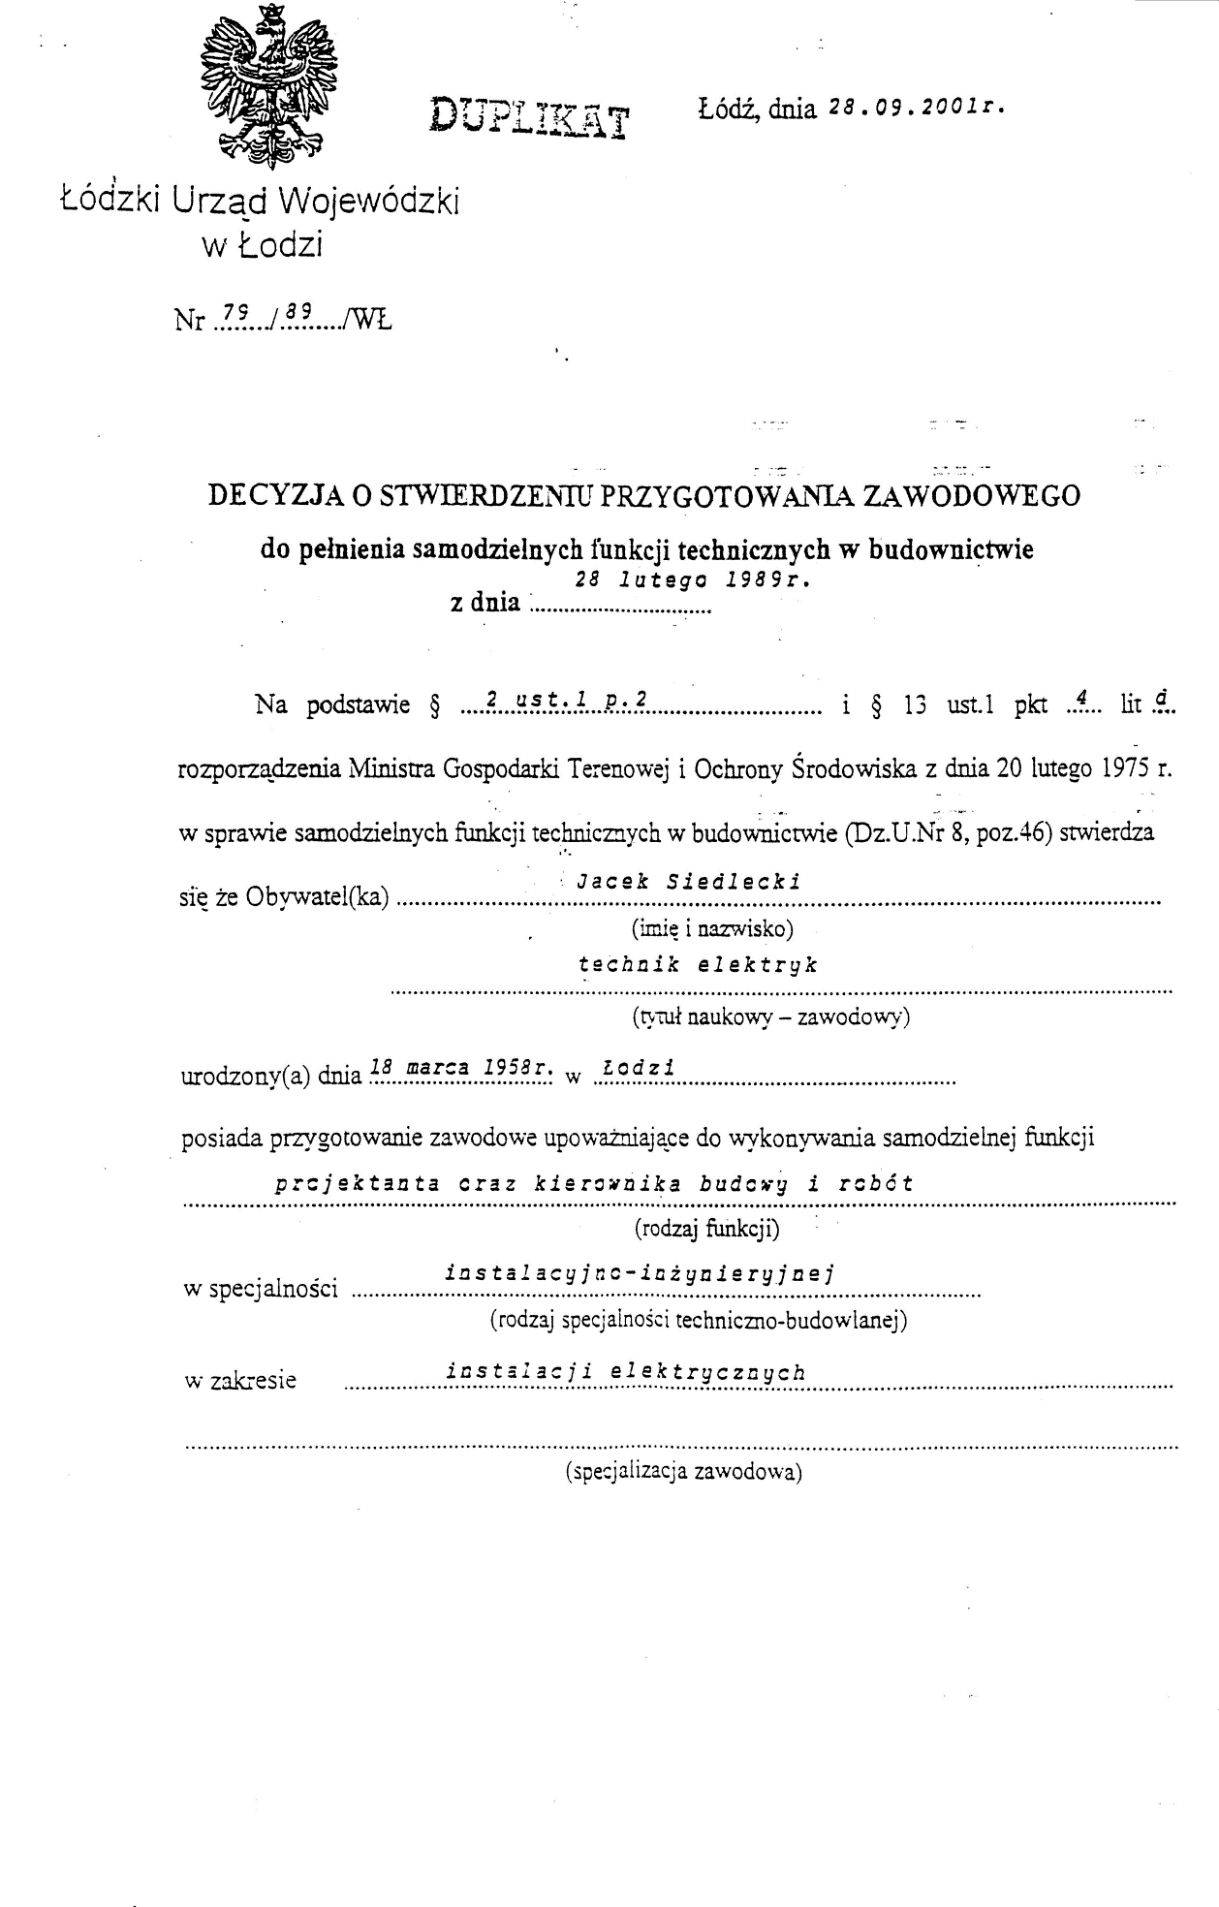 DUPLIKAT
Łódź, dnia 28.09.2001r.
Łódzki Urząd Wojewódzki
w Łodzi
Nr 79/89/WŁ
DECYZJA O STWIERDZENIU PRZYGOTOWANIA ZAWODOWEGO
do pełnienia samodzielnych funkcji technicznych w budownictwie
28 lutego 1989r.
z dnia
Na podstawie § 2 ust.1 p.2 i § 13 ust.1 pkt 4 lit d
rozporządzenia Ministra Gospodarki Terenowej i Ochrony Środowiska z dnia 20 lutego 1975 r.
w sprawie samodzielnych funkcji technicznych w budownictwie (Dz.U.Nr 8, poz.46) stwierdza
się że Obywatel(ka) Jacek Siedlecki
(imię i nazwisko)
technik elektryk
(tytuł naukowy – zawodowy)
urodzony(a) dnia 18 marca 1958r. w Łodzi
posiada przygotowanie zawodowe upoważniające do wykonywania samodzielnej funkcji
projektanta oraz kierownika budowy i robót
(rodzaj funkcji)
w specjalności instalacyjno-inżynieryjnej
(rodzaj specjalności techniczno-budowlanej)
w zakresie instalacji elektrycznych
(specjalizacja zawodowa)